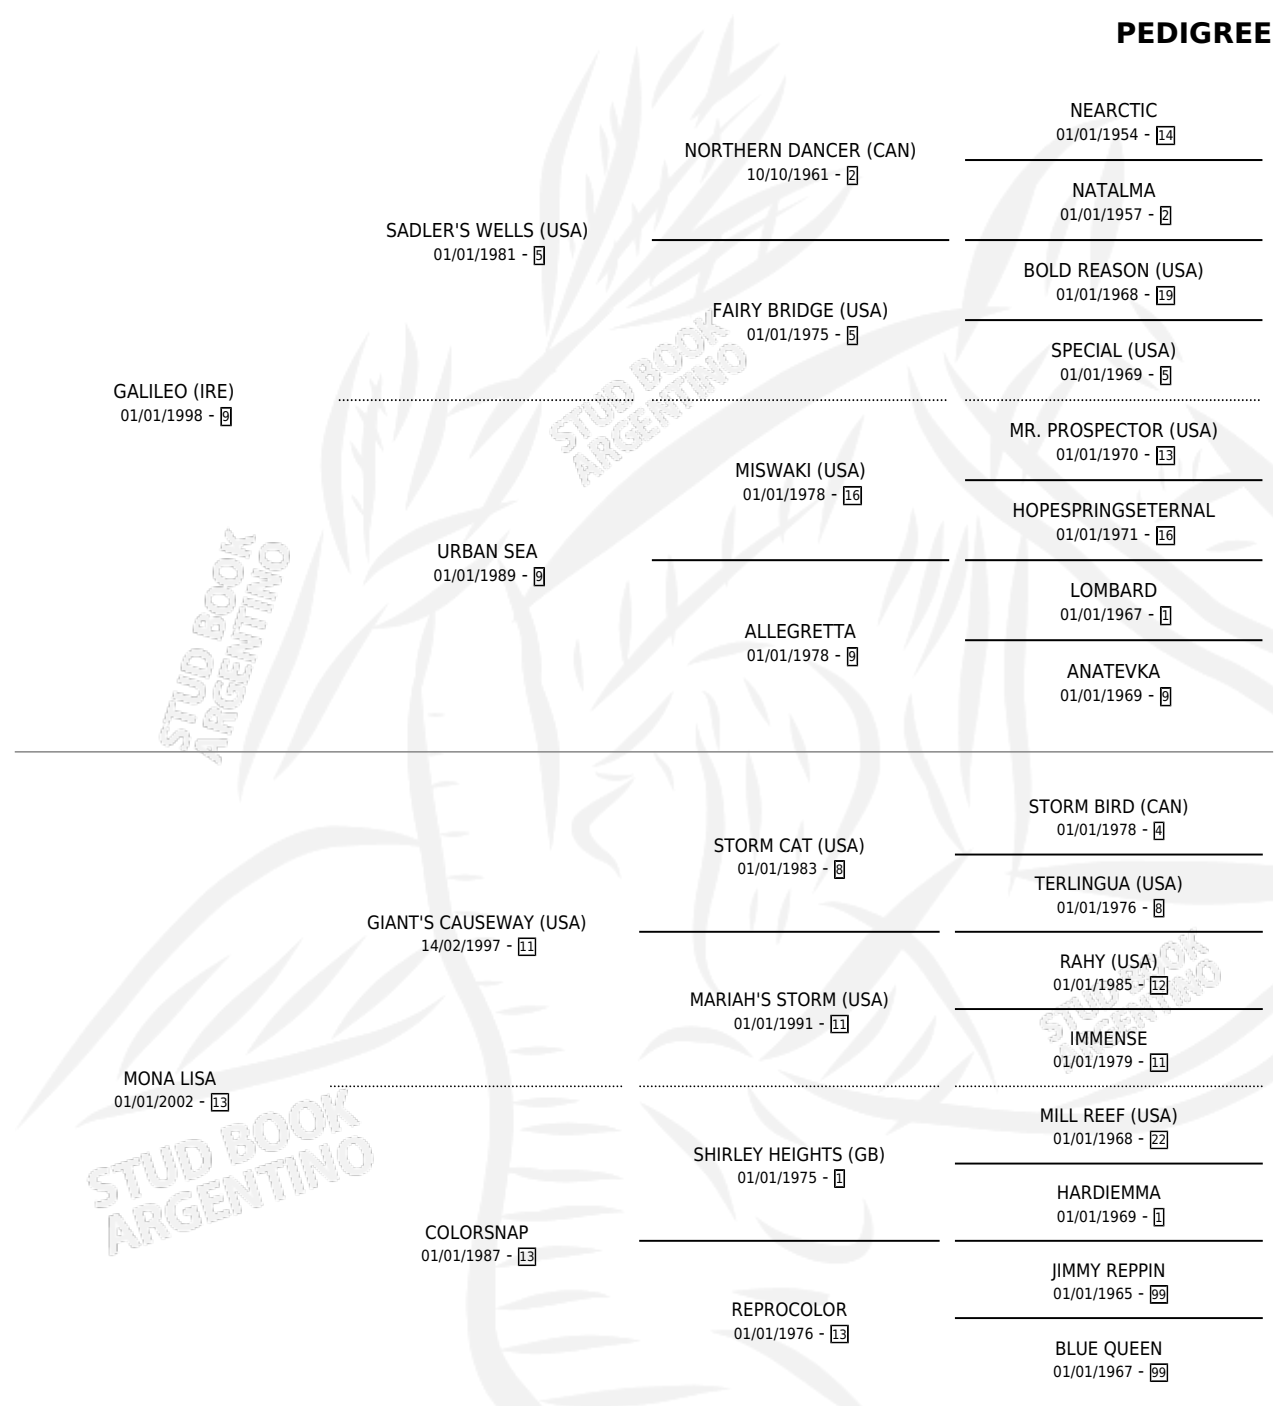 PEDIGREE
NEARCTIC
01/01/1954 - 14
NORTHERN DANCER (CAN)
10/10/1961 - 2
NATALMA
01/01/1957 - 2
SADLER'S WELLS (USA)
01/01/1981 - 5
BOLD REASON (USA)
01/01/1968 - 19
FAIRY BRIDGE (USA)
01/01/1975 - 5
SPECIAL (USA)
01/01/1969 - 5
GALILEO (IRE)
01/01/1998 - 9
MR. PROSPECTOR (USA)
01/01/1970 - 13
MISWAKI (USA)
01/01/1978 - 16
HOPESPRINGSETERNAL
01/01/1971 - 16
URBAN SEA
01/01/1989 - 9
LOMBARD
01/01/1967 - 1
ALLEGRETTA
01/01/1978 - 9
ANATEVKA
01/01/1969 - 9
STORM BIRD (CAN)
01/01/1978 - 4
STORM CAT (USA)
01/01/1983 - 8
TERLINGUA (USA)
01/01/1976 - 8
GIANT'S CAUSEWAY (USA)
14/02/1997 - 11
RAHY (USA)
01/01/1985 - 12
MARIAH'S STORM (USA)
01/01/1991 - 11
IMMENSE
01/01/1979 - 11
MONA LISA
01/01/2002 - 13
MILL REEF (USA)
01/01/1968 - 22
SHIRLEY HEIGHTS (GB)
01/01/1975 - 1
HARDIEMMA
01/01/1969 - 1
COLORSNAP
01/01/1987 - 13
JIMMY REPPIN
01/01/1965 - 99
REPROCOLOR
01/01/1976 - 13
BLUE QUEEN
01/01/1967 - 99
STUD BOOK
ARGENTINO
STUD BOOK
ARGENTINO
STUD BOOK
ARGENTINO
STUD BOOK
ARGENTINO